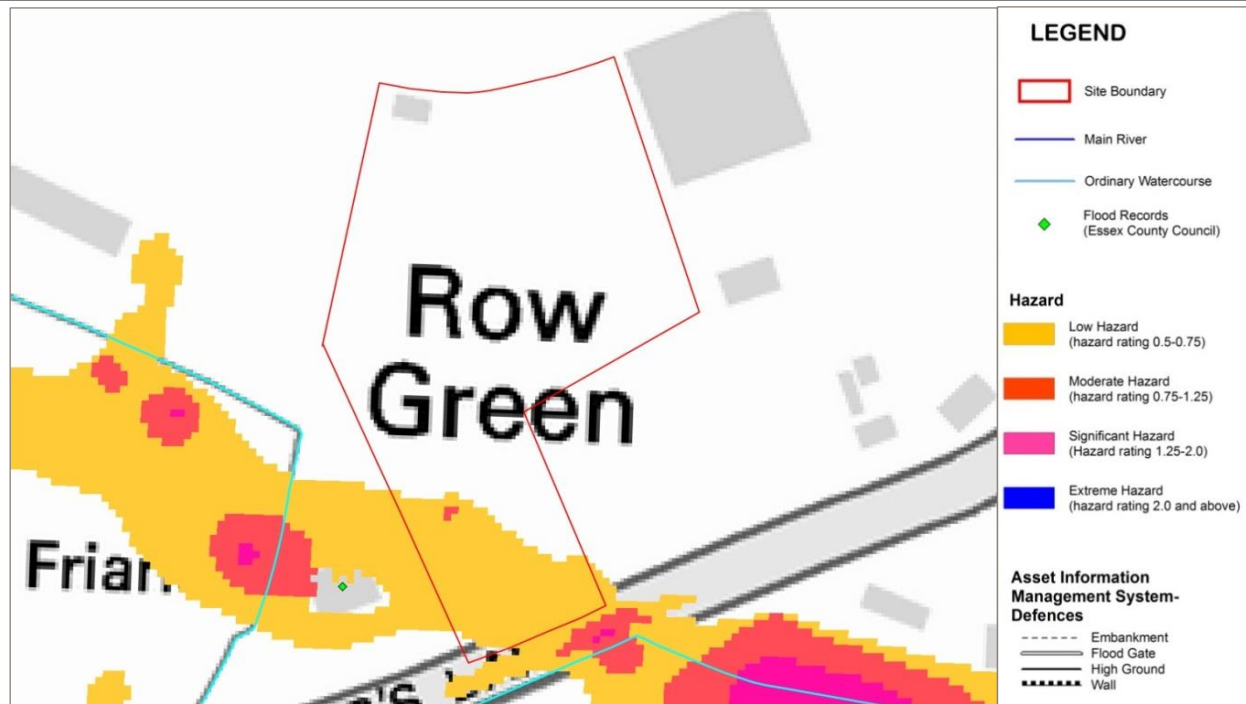 Row
Green
Friar
LEGEND
Site Boundary
Main River
Ordinary Watercourse
Flood Records
(Essex County Council)
Hazard
Low Hazard
(hazard rating 0.5-0.75)
Moderate Hazard
(hazard rating 0.75-1.25)
Significant Hazard
(Hazard rating 1.25-2.0)
Extreme Hazard
(hazard rating 2.0 and above)
Asset Information
Management System-
Defences
Embankment
Flood Gate
High Ground
Wall